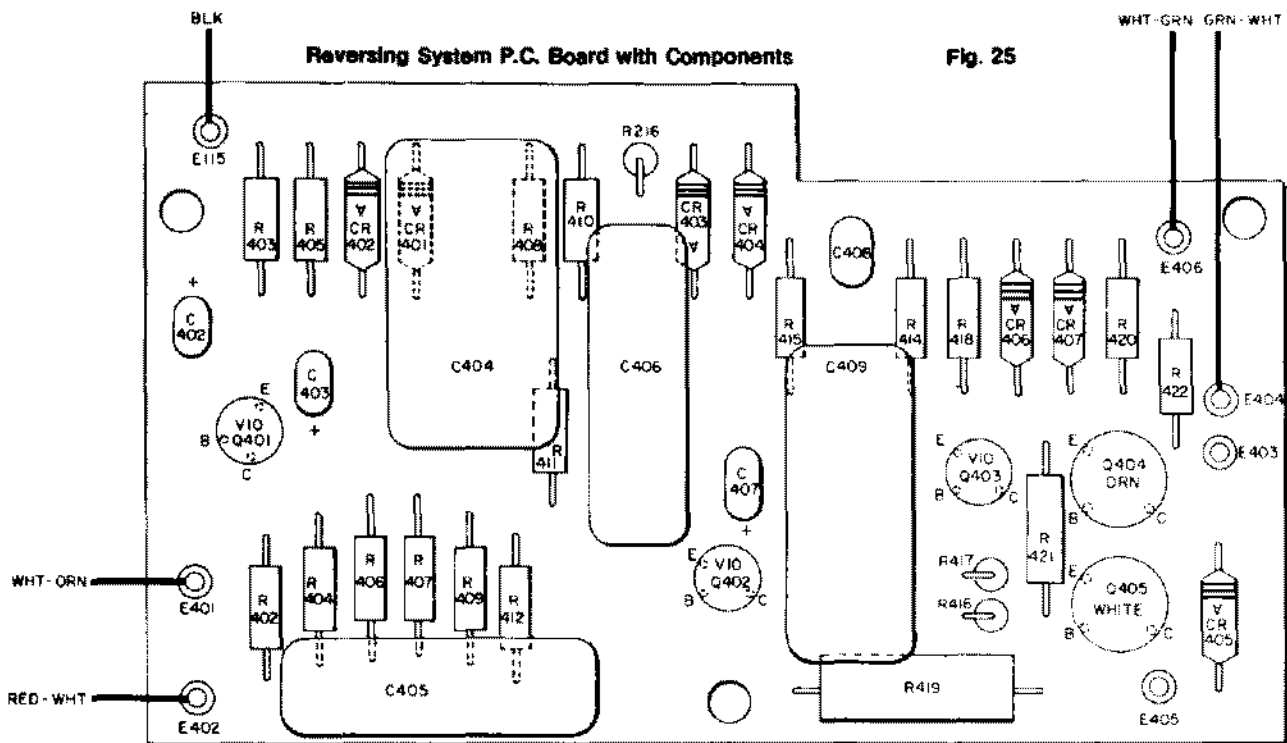 BLK
WHT-GRN GRN-WHT
Reversing System P.C. Board with Components
Fig. 25
E115
R216
R 403
R 405
A CR 402
A CR 401
R 408
R 410
CR 403 A
A CR 404
C408
E406
+
C 402
R 415
R 414
R 418
A CR 406
A CR 407
R 420
C 403
+
C404
C406
C409
R 422
E404
E
V10 Q401
B
C
R 411
E403
E
V10 Q403
B
C
E
Q404
ORN
B
C
C 407
+
R 421
WHT-ORN
E401
R 402
R 404
R 406
R 407
R 409
R 412
E
V10 Q402
B
C
R417
R416
E
Q405
WHITE
B
C
A CR 405
RED-WHT
E402
C405
R419
E405